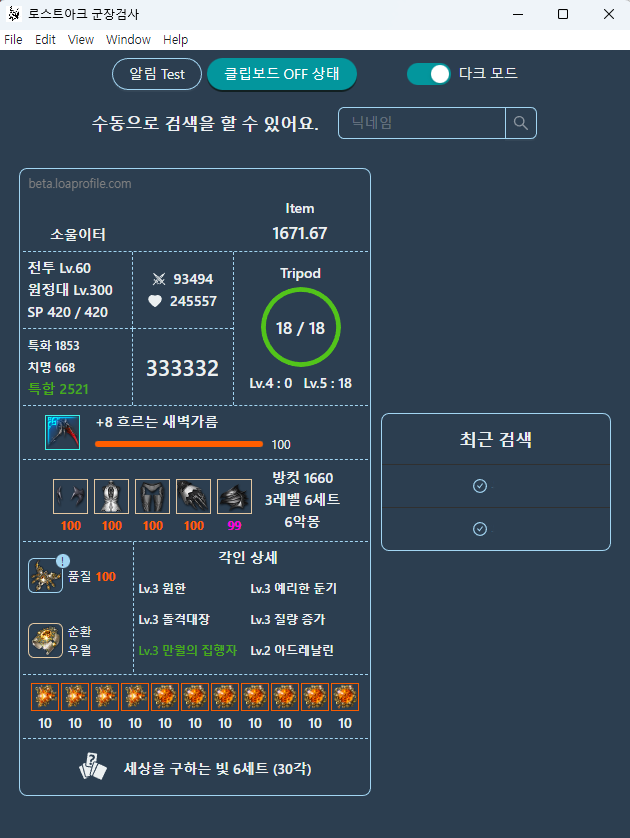 로스트아크 군장검사
File Edit View Window Help
알림 Test 클립보드 OFF 상태 다크 모드
수동으로 검색을 할 수 있어요. 닉네임
beta.loaprofile.com
Item
소울이터 1671.67
전투 Lv.60
원정대 Lv.300
SP 420 / 420
93494
245557
Tripod
18 / 18
Lv.4 : 0 Lv.5 : 18
특화 1853
치명 668
특합 2521
333332
+8 흐르는 새벽가름
100
100 100 100 100 99
방컷 1660
3레벨 6세트
6악몽
품질 100
순환
우월
각인 상세
Lv.3 원한 Lv.3 예리한 둔기
Lv.3 돌격대장 Lv.3 질량 증가
Lv.3 만월의 집행자 Lv.2 아드레날린
10 10 10 10 10 10 10 10 10 10 10
세상을 구하는 빛 6세트 (30각)
최근 검색